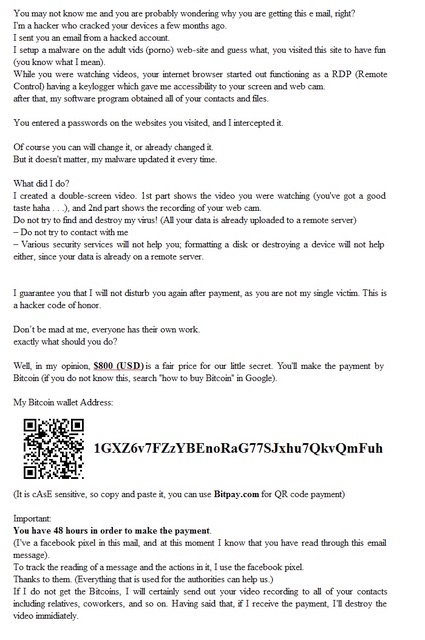 You may not know me and you are probably wondering why you are getting this e mail, right?
I'm a hacker who cracked your devices a few months ago.
I sent you an email from a hacked account.
I setup a malware on the adult vids (porno) web-site and guess what, you visited this site to have fun
(you know what I mean).
While you were watching videos, your internet browser started out functioning as a RDP (Remote
Control) having a keylogger which gave me accessibility to your screen and web cam.
after that, my software program obtained all of your contacts and files.
You entered a passwords on the websites you visited, and I intercepted it.
Of course you can will change it, or already changed it.
But it doesn't matter, my malware updated it every time.
What did I do?
I created a double-screen video. 1st part shows the video you were watching (you've got a good
taste haha . . .), and 2nd part shows the recording of your web cam.
Do not try to find and destroy my virus! (All your data is already uploaded to a remote server)
– Do not try to contact with me
– Various security services will not help you; formatting a disk or destroying a device will not help
either, since your data is already on a remote server.
I guarantee you that I will not disturb you again after payment, as you are not my single victim. This is
a hacker code of honor.
Don't be mad at me, everyone has their own work.
exactly what should you do?
Well, in my opinion, $800 (USD) is a fair price for our little secret. You'll make the payment by
Bitcoin (if you do not know this, search "how to buy Bitcoin" in Google).
My Bitcoin wallet Address:
1GXZ6v7FZzYBEnoRaG77SJxhu7QkvQmFuh
(It is cAsE sensitive, so copy and paste it, you can use Bitpay.com for QR code payment)
Important:
You have 48 hours in order to make the payment.
(I've a facebook pixel in this mail, and at this moment I know that you have read through this email
message).
To track the reading of a message and the actions in it, I use the facebook pixel.
Thanks to them. (Everything that is used for the authorities can help us.)
If I do not get the Bitcoins, I will certainly send out your video recording to all of your contacts
including relatives, coworkers, and so on. Having said that, if I receive the payment, I'll destroy the
video immidiately.